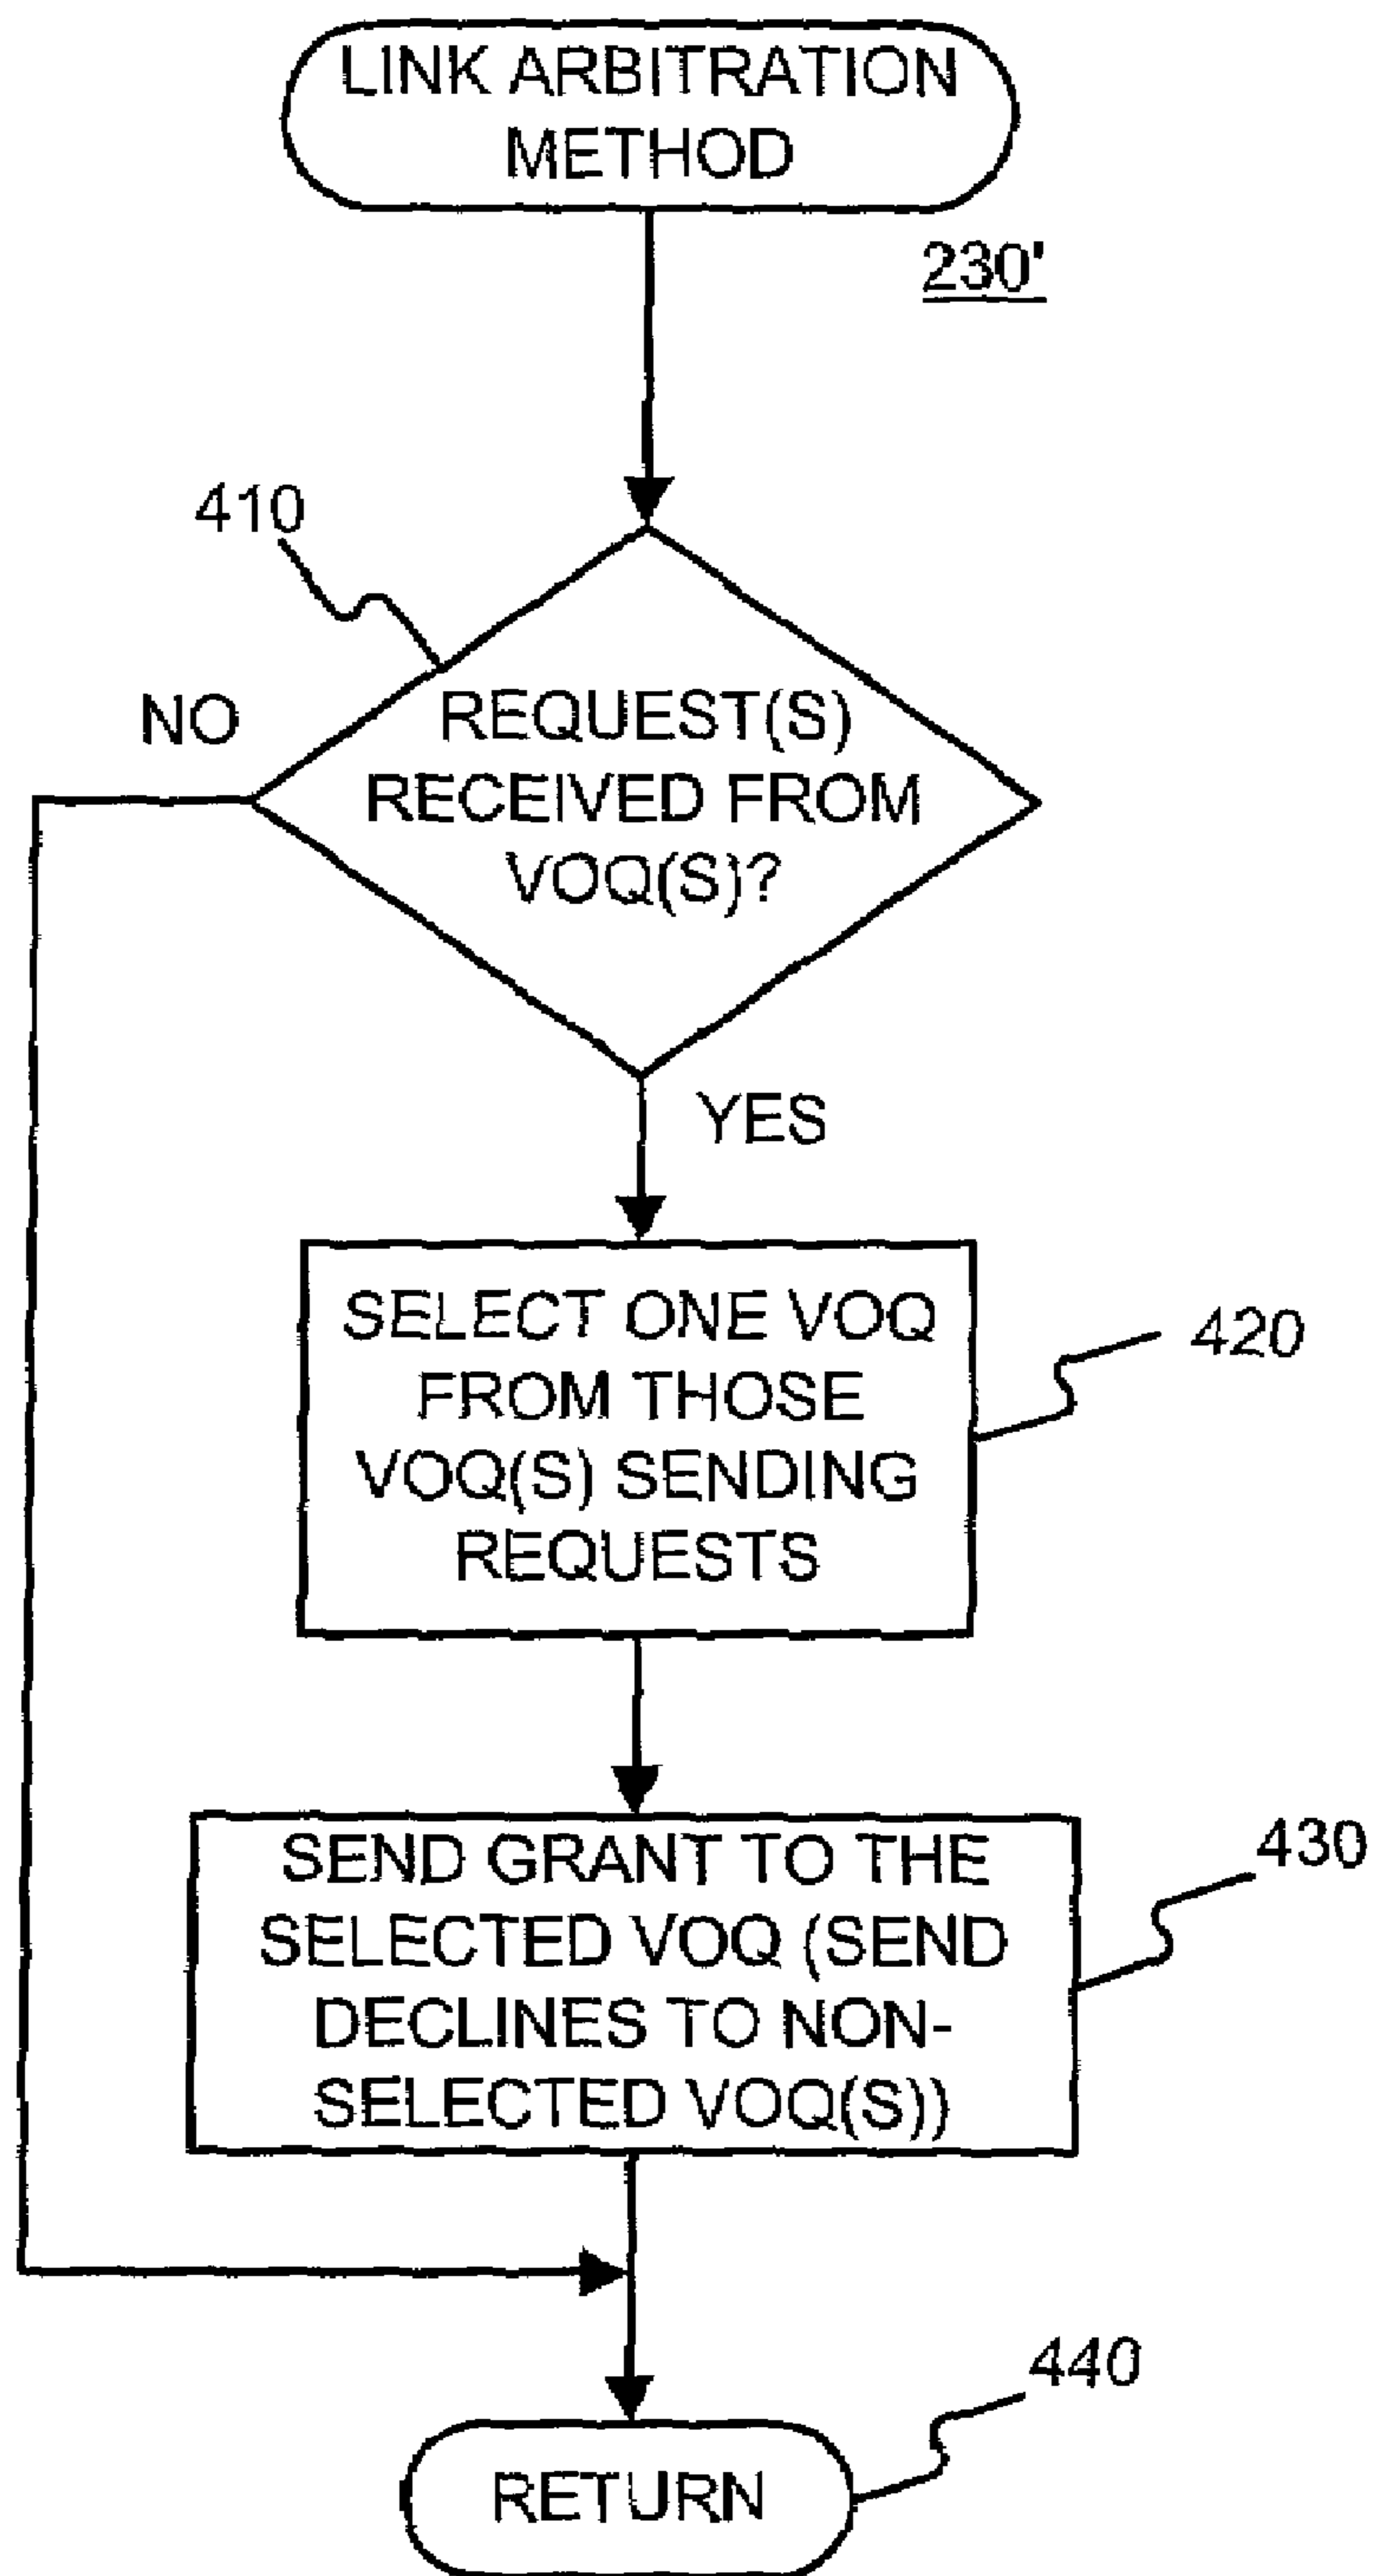 LINK ARBITRATION
METHOD
230'
410
NO
REQUEST(S)
RECEIVED FROM
VOQ(S)?
YES
SELECT ONE VOQ
FROM THOSE
VOQ(S) SENDING
REQUESTS
420
SEND GRANT TO THE
SELECTED VOQ (SEND
DECLINES TO NON-
SELECTED VOQ(S))
430
440
RETURN